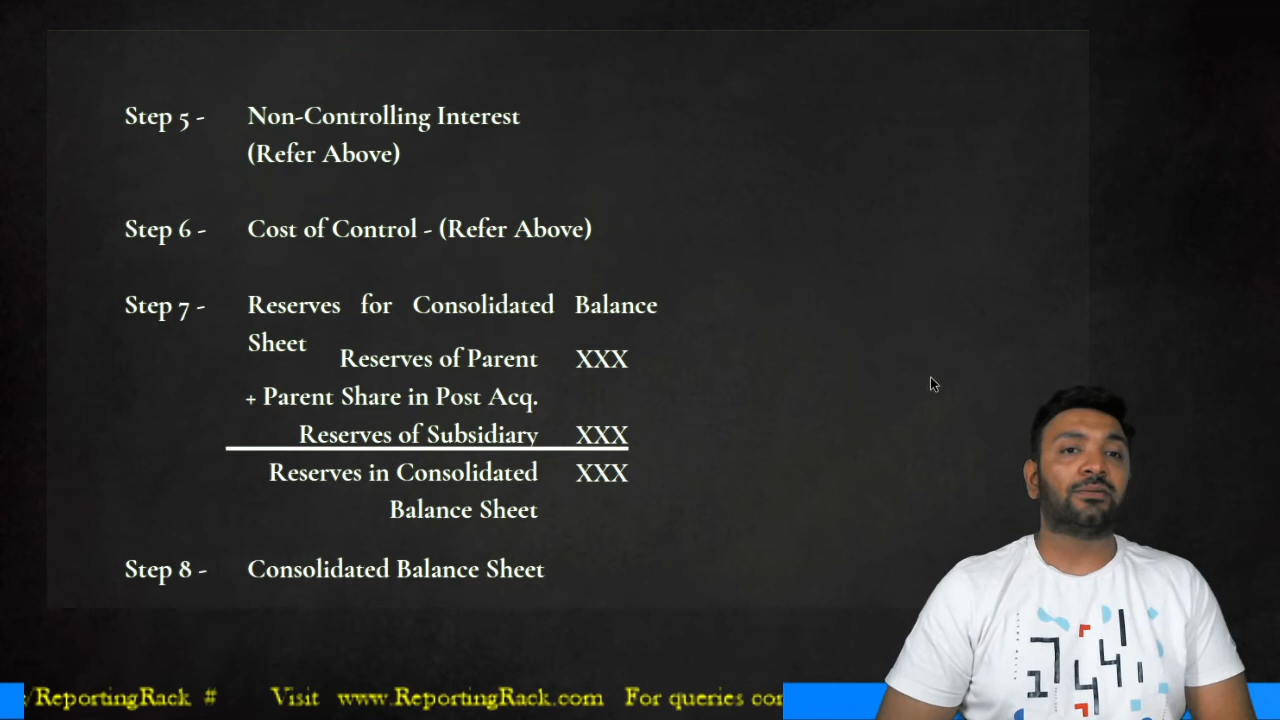 Step 5 - Non-Controlling Interest
(Refer Above)
Step 6 - Cost of Control - (Refer Above)
Step 7 - Reserves for Consolidated Balance
Sheet
Reserves of Parent XXX
+ Parent Share in Post Acq.
Reserves of Subsidiary XXX
Reserves in Consolidated XXX
Balance Sheet
Step 8 - Consolidated Balance Sheet
/ReportingRack # Visit www.ReportingRack.com For queries